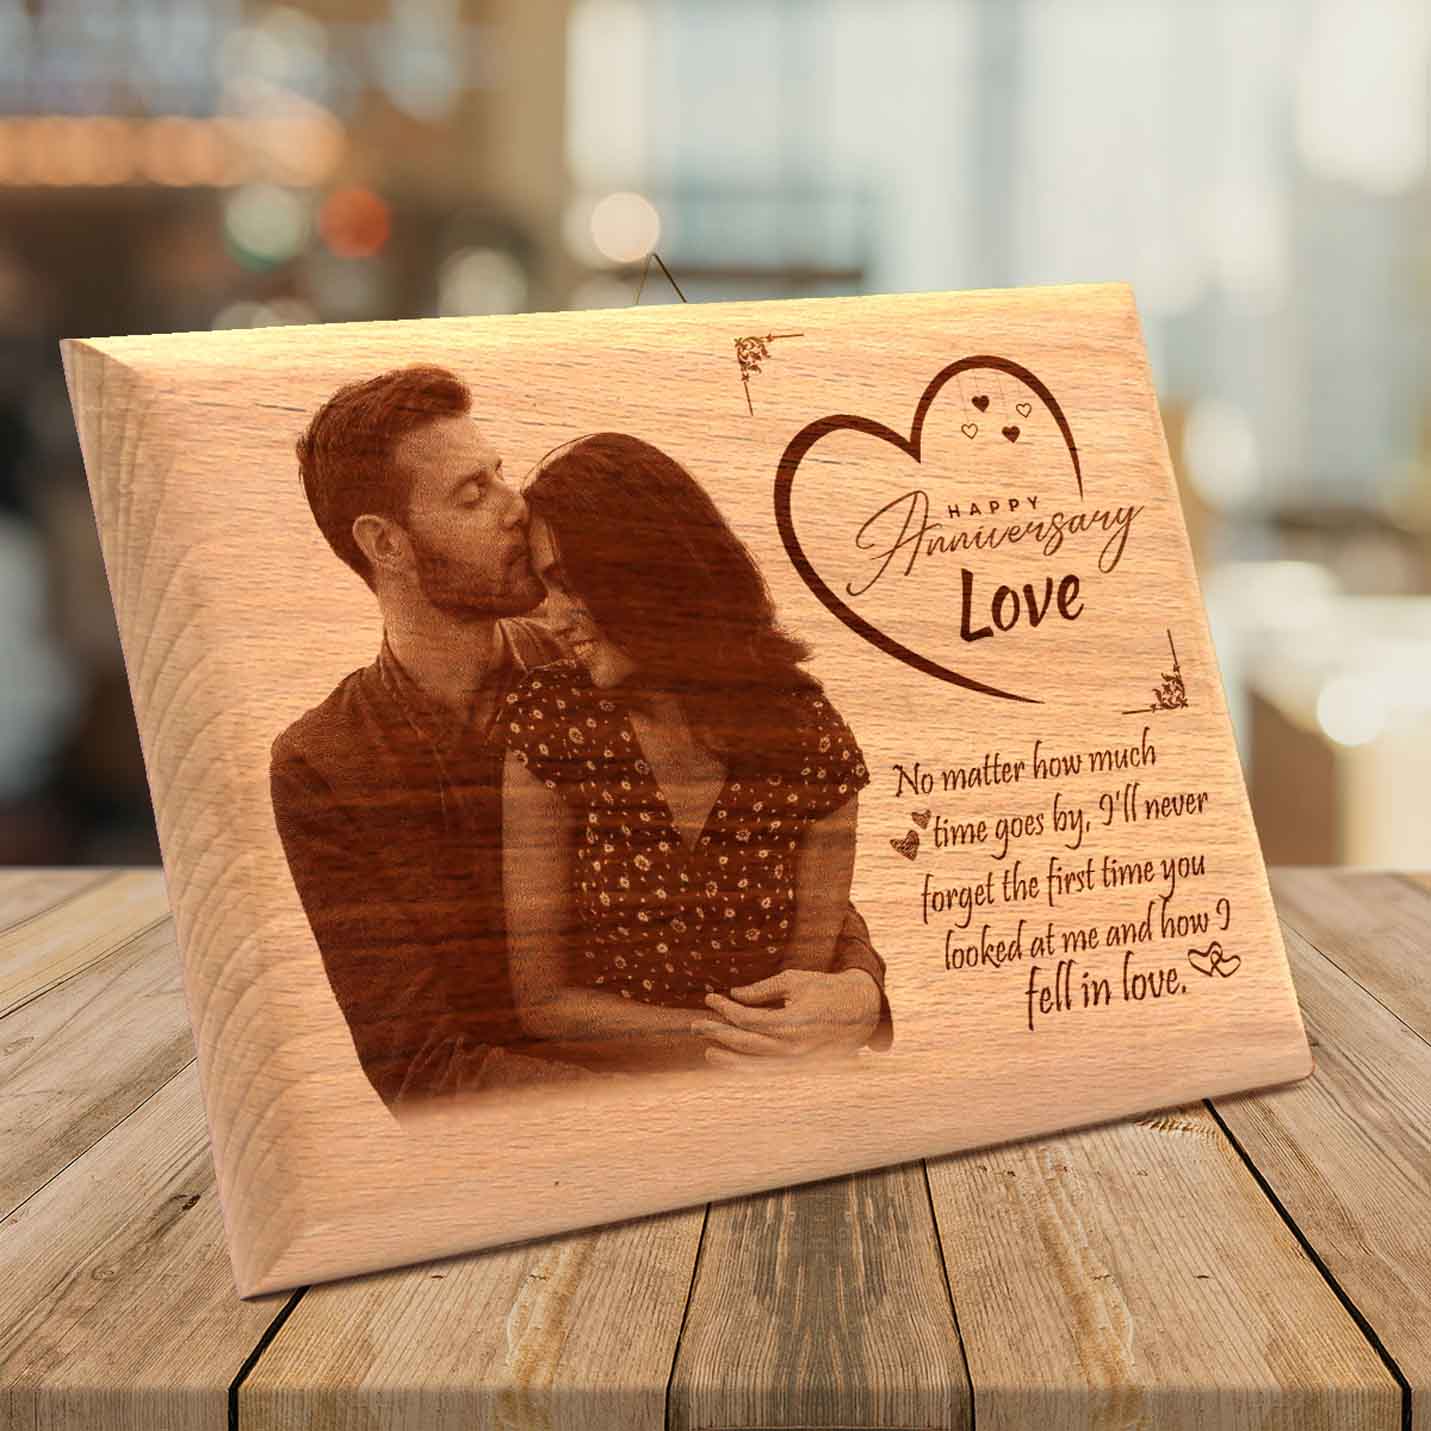 HAPPY
Anniversary
Love
No matter how much
time goes by, I'll never
forget the first time you
looked at me and how I
fell in love.